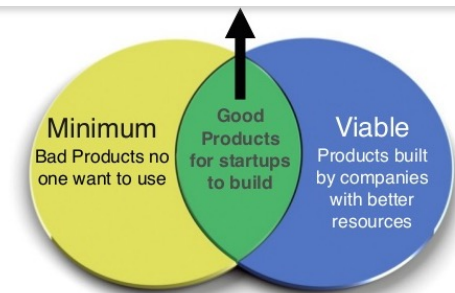 Minimum
Bad Products no
one want to use
Good
Products
for startups
to build
Viable
Products built
by companies
with better
resources